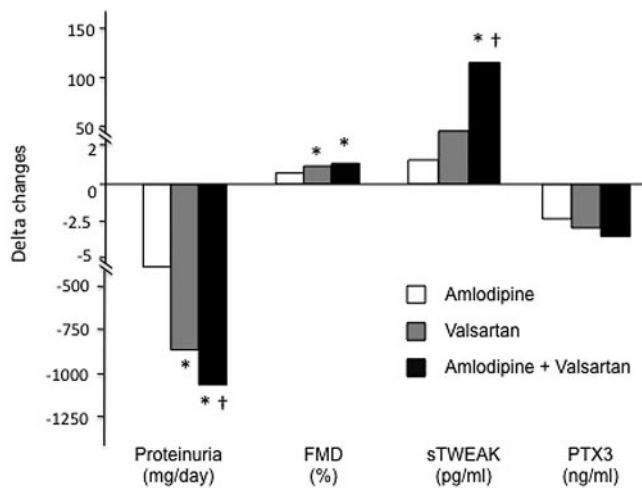 150
100
50
2
0
-2.5
-5
-500
-750
-1000
-1250
Delta changes
* †
*
*
*
* †
Amlodipine
Valsartan
Amlodipine + Valsartan
Proteinuria
(mg/day)
FMD
(%)
sTWEAK
(pg/ml)
PTX3
(ng/ml)